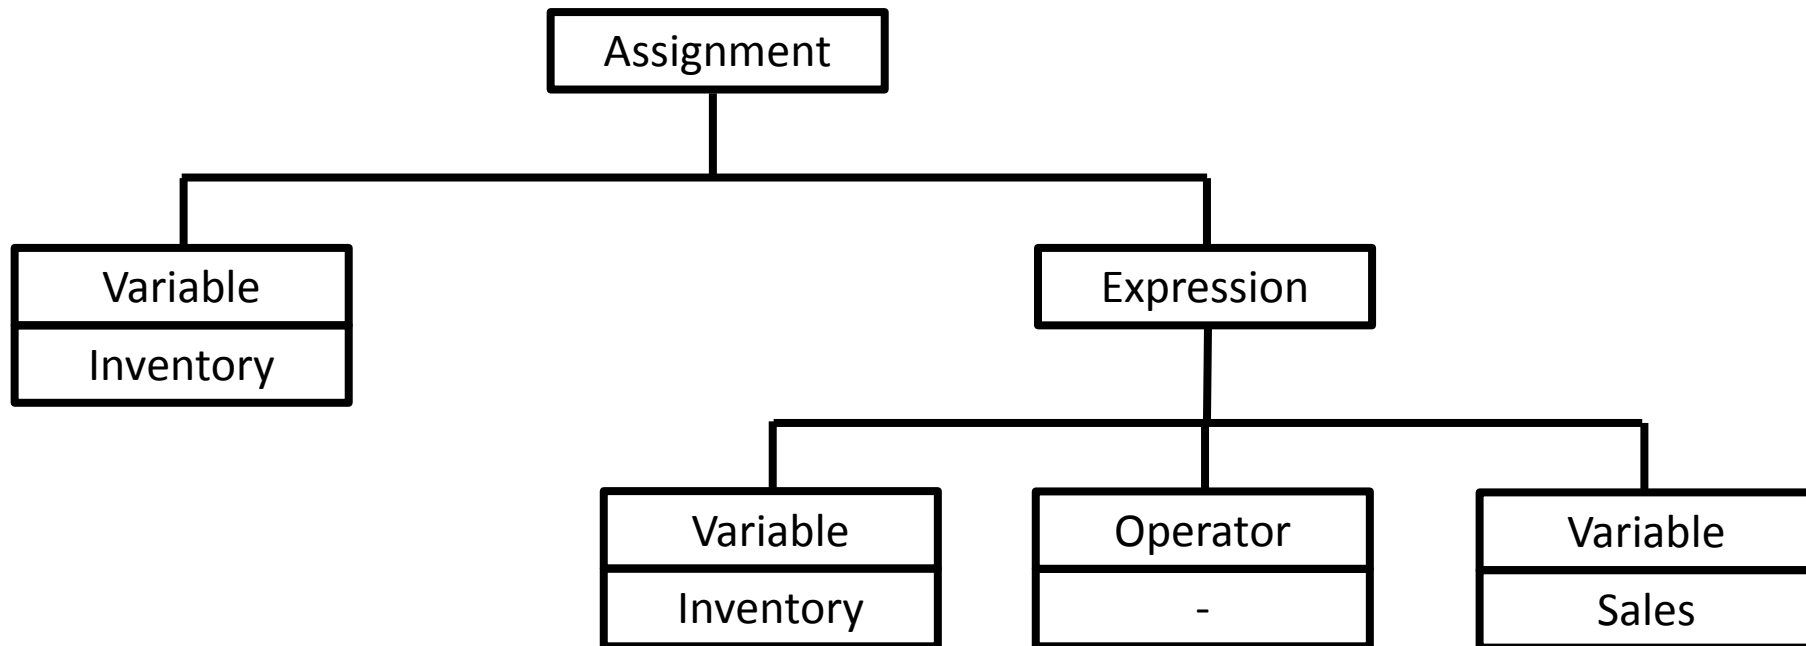 Assignment
Variable
Inventory
Expression
Variable
Inventory
Operator
-
Variable
Sales